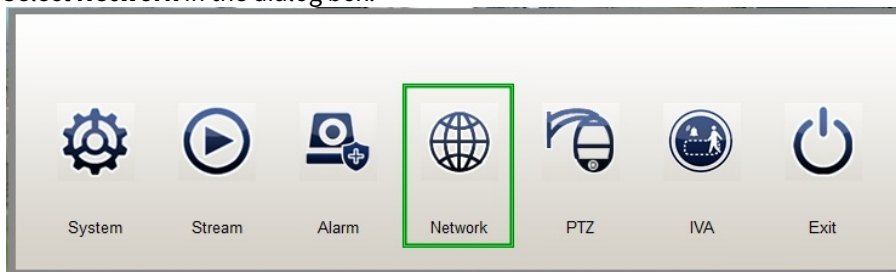 Select Network in the dialog box.
System Stream Alarm Network PTZ IVA Exit